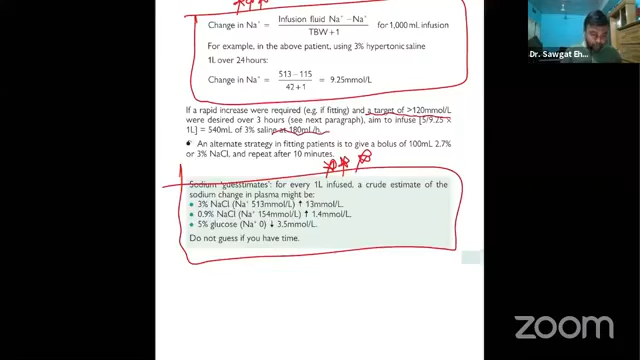 Change in Na⁺ = Infusion fluid Na⁺ – Na⁺ / TBW + 1 for 1,000 mL infusion
For example, in the above patient, using 3% hypertonic saline
1L over 24 hours:
Change in Na⁺ = 513 – 115 / 42 + 1 = 9.25mmol/L
If a rapid increase were required (e.g. if fitting) and a target of >120mmol/L
were desired over 3 hours (see next paragraph), aim to infuse [5/9.25 ×
1L] = 540mL of 3% saline at 180mL/h.
An alternate strategy in fitting patients is to give a bolus of 100mL 2.7%
or 3% NaCl, and repeat after 10 minutes.
Sodium 'guesstimates': for every 1L infused, a crude estimate of the
sodium change in plasma might be:
• 3% NaCl (Na⁺ 513mmol/L) ↑ 13mmol/L.
• 0.9% NaCl (Na⁺ 154mmol/L) ↑ 1.4mmol/L.
• 5% glucose (Na⁺ 0) ↓ 3.5mmol/L.
Do not guess if you have time.
Dr. Sawgat Eh...
zoom